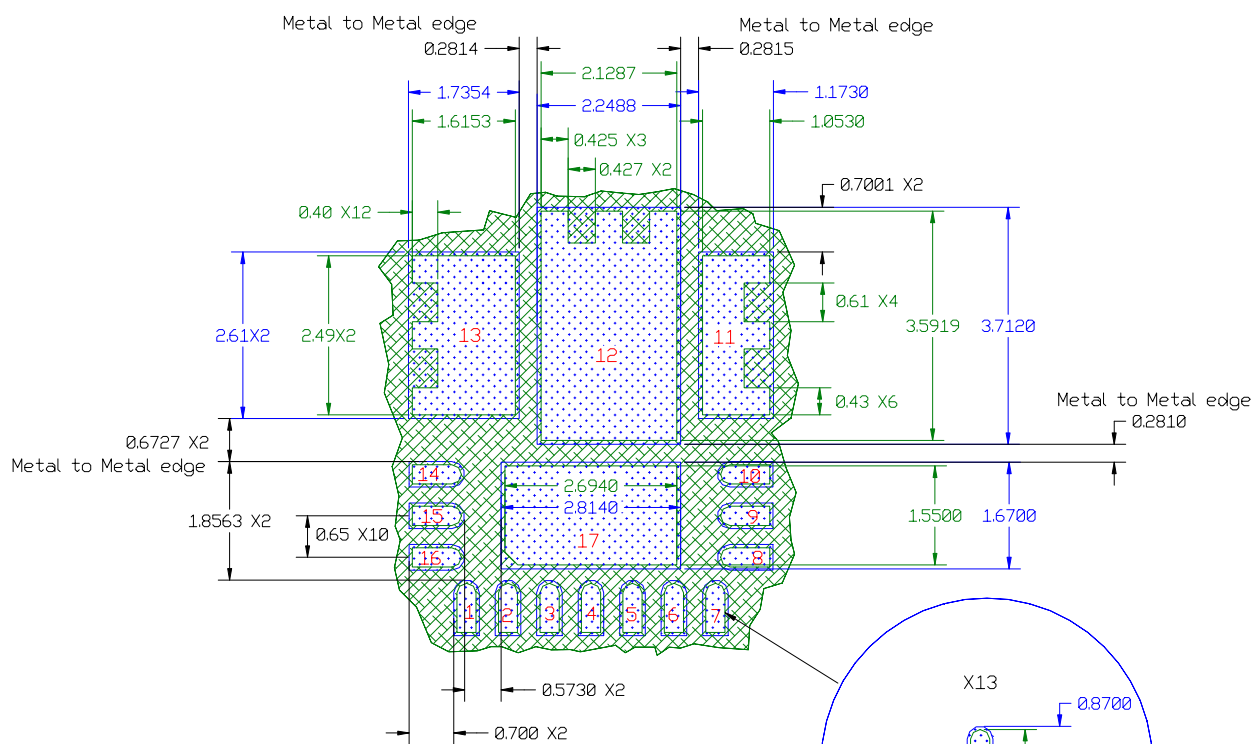 Metal to Metal edge
Metal to Metal edge
0.2814
0.2815
2.1287
1.7354
2.2488
1.1730
1.6153
1.0530
0.425 X3
0.427 X2
0.7001 X2
0.40 X12
0.61 X4
2.61X2
2.49X2
13
12
11
3.5919
3.7120
0.43 X6
Metal to Metal edge
0.2810
0.6727 X2
Metal to Metal edge
14
10
2.6940
2.8140
1.8563 X2
0.65 X10
15
17
9
1.5500
1.6700
16
8
1
2
3
4
5
6
7
0.5730 X2
X13
0.8700
0.700 X2